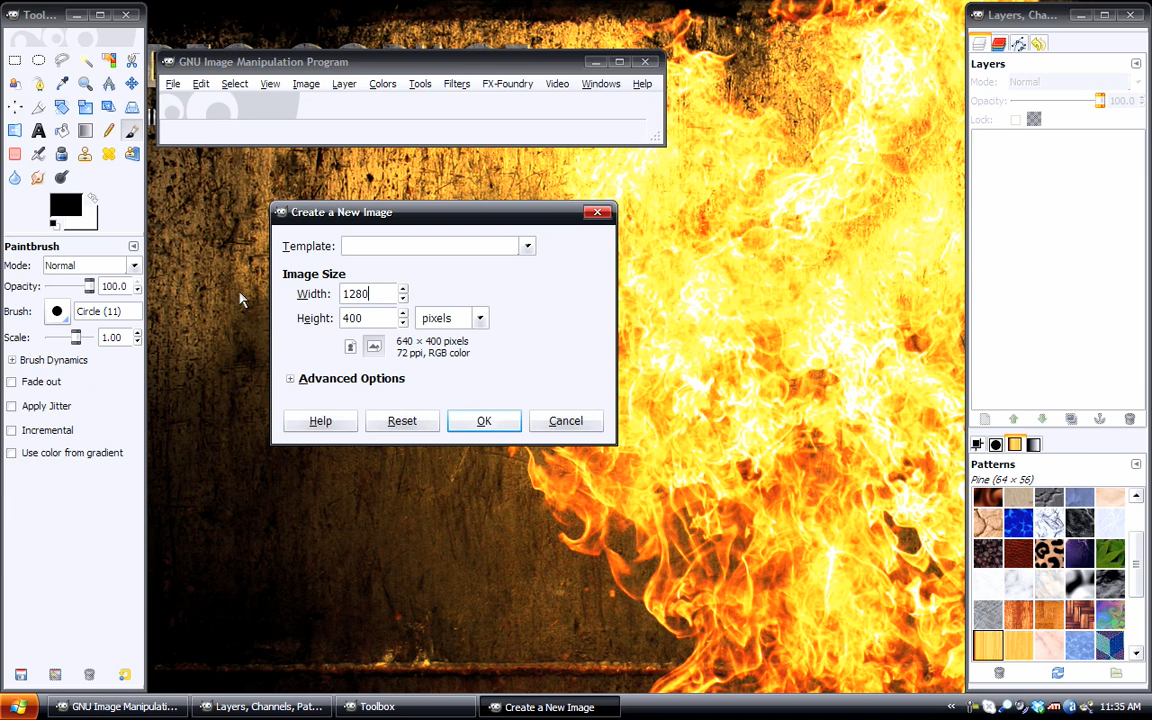 Tool...
Paintbrush
Mode: Normal
Opacity: 100.0
Brush: Circle (11)
Scale: 1.00
Brush Dynamics
Fade out
Apply Jitter
Incremental
Use color from gradient
GNU Image Manipulation Program
File Edit Select View Image Layer Colors Tools Filters FX-Foundry Video Windows Help
Create a New Image
Template:
Image Size
Width: 1280
Height: 400 pixels
640 × 400 pixels
72 ppi, RGB color
Advanced Options
Help Reset OK Cancel
Layers, Cha...
Layers
Mode: Normal
Opacity: 100.0
Lock:
Patterns
Pine (64 × 56)
GNU Image Manipulati... Layers, Channels, Pat... Toolbox Create a New Image
11:35 AM